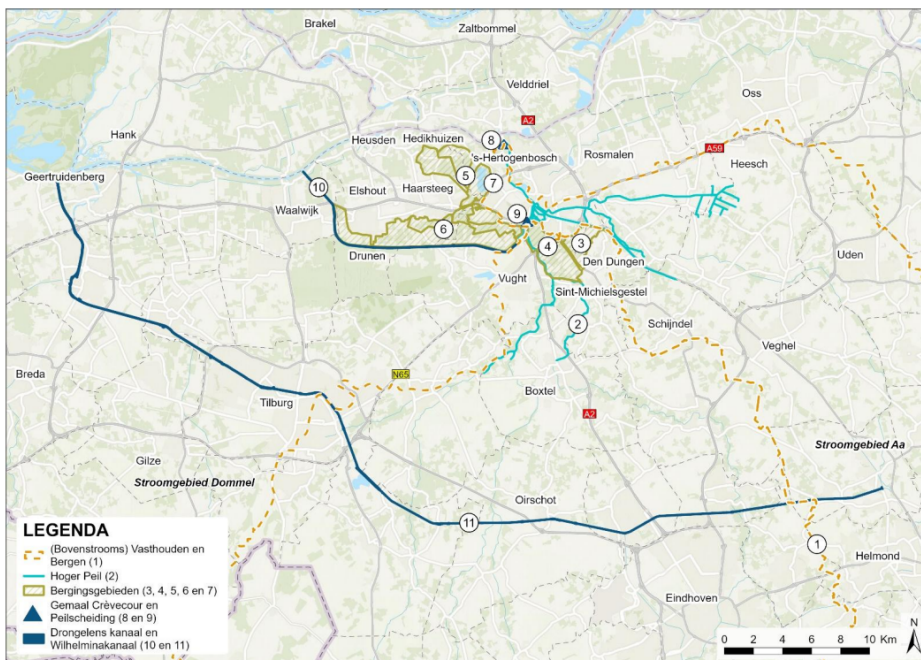 Brakel
Zaltbommel
Velddriel
Oss
A2
Hank
Heusden
Hedikhuizen
8
's-Hertogenbosch
Rosmalen
A59
Heesch
Geertruidenberg
10
Elshout
Haarsteeg
5
7
Waalwijk
9
6
4
3
Drunen
Den Dungen
Uden
Vught
Sint-Michielsgestel
2
Schijndel
Veghel
Breda
N65
Boxtel
Tilburg
A2
Stroomgebied Aa
Gilze
Stroomgebied Dommel
Oirschot
11
1
Helmond
Eindhoven
LEGENDA
(Bovenstrooms) Vasthouden en
Bergen (1)
Hoger Peil (2)
Bergingsgebieden (3, 4, 5, 6 en 7)
Gemaal Crèvecour en
Peilscheiding (8 en 9)
Drongelens kanaal en
Wilhelminakanaal (10 en 11)
0 2 4 6 8 10 Km
N